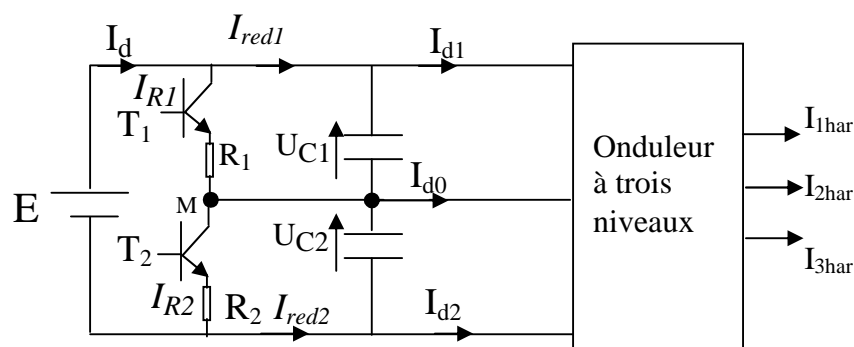 I_d
I_red1
I_d1
I_R1
T_1
R_1
U_C1
I_d0
Onduleur
à trois
niveaux
I_1har
I_2har
I_3har
E
M
T_2
U_C2
I_R2
R_2
I_red2
I_d2